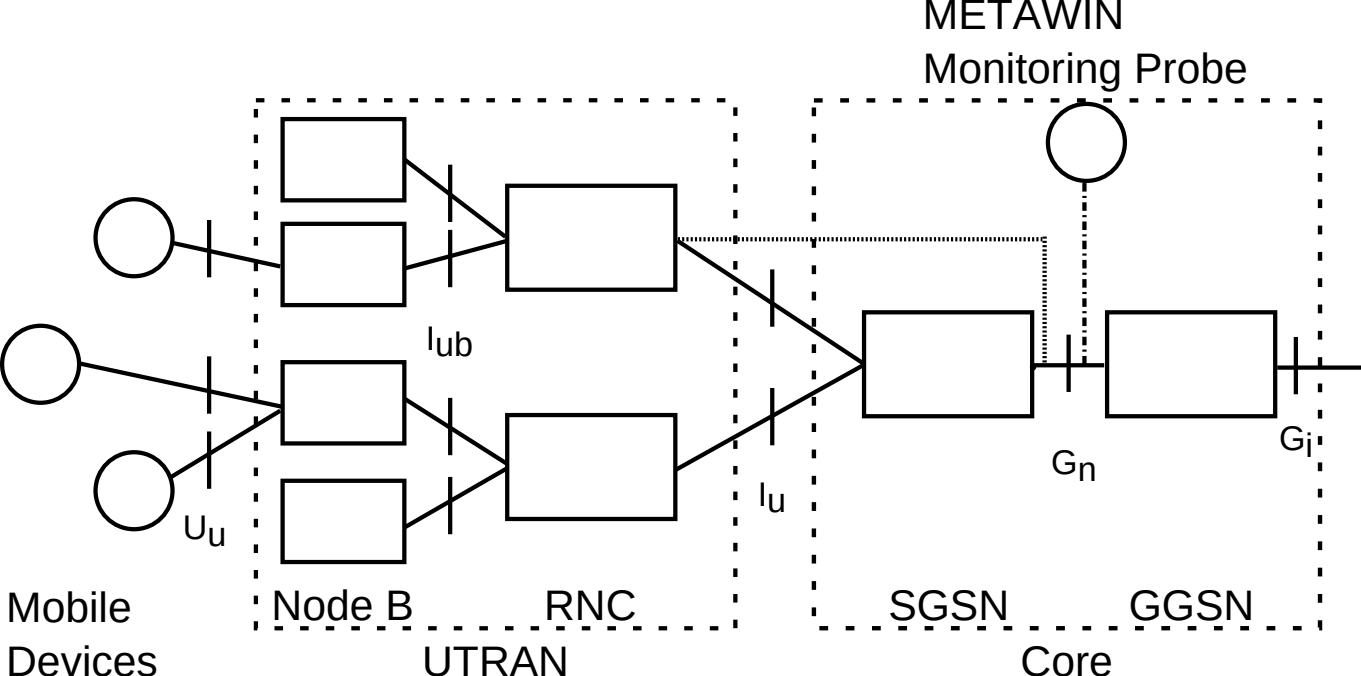 METAWIN
Monitoring Probe
Iub
Gi
Gn
Iu
Uu
Mobile
Devices
Node B
RNC
SGSN
GGSN
UTRAN
Core